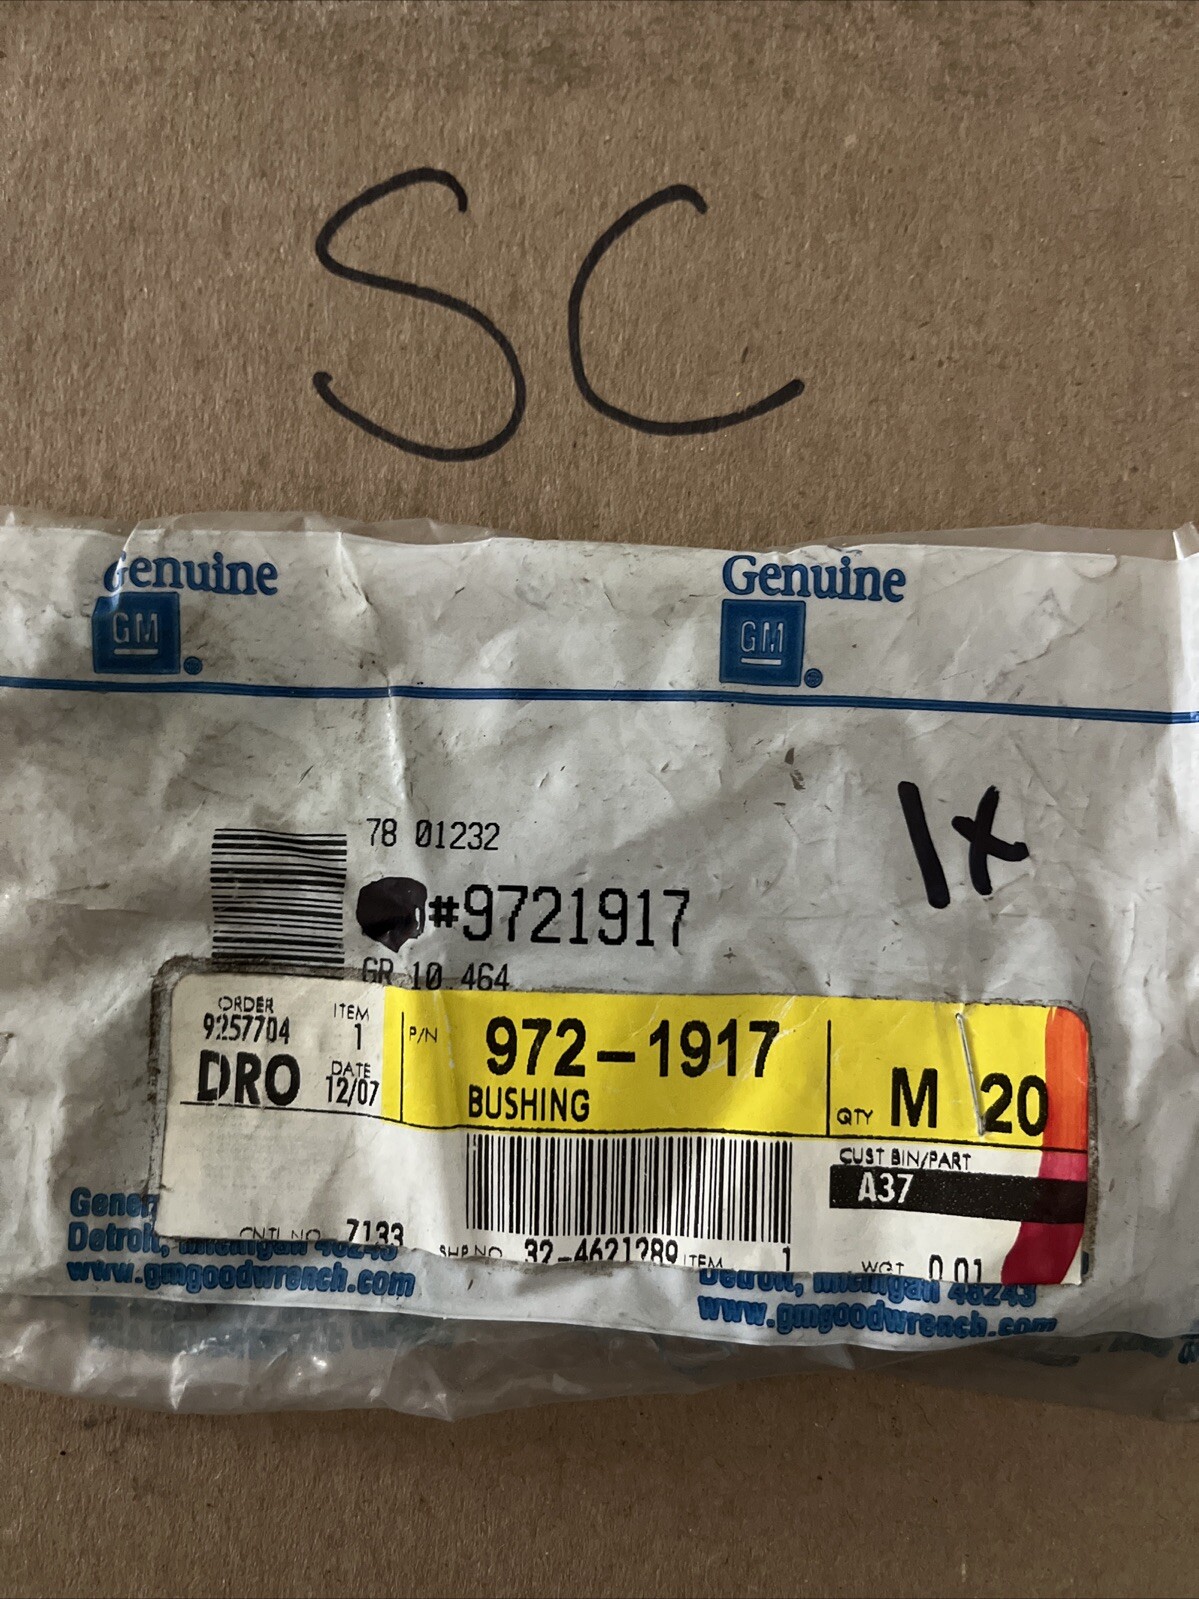 SC
Genuine
GM
®
Genuine
GM
®
78 01232
#9721917
1x
GR 10 464
ORDER
9257704
ITEM
1
DRO
DATE
12/07
P/N
972-1917
BUSHING
QTY M 20
CUST BIN/PART
A37
CNTL NO 7133
SHP NO 32-4621289 ITEM 1
WGT 0.01
Detroit, Michigan 48243
www.gmgoodwrench.com
Detroit, Michigan 48243
www.gmgoodwrench.com